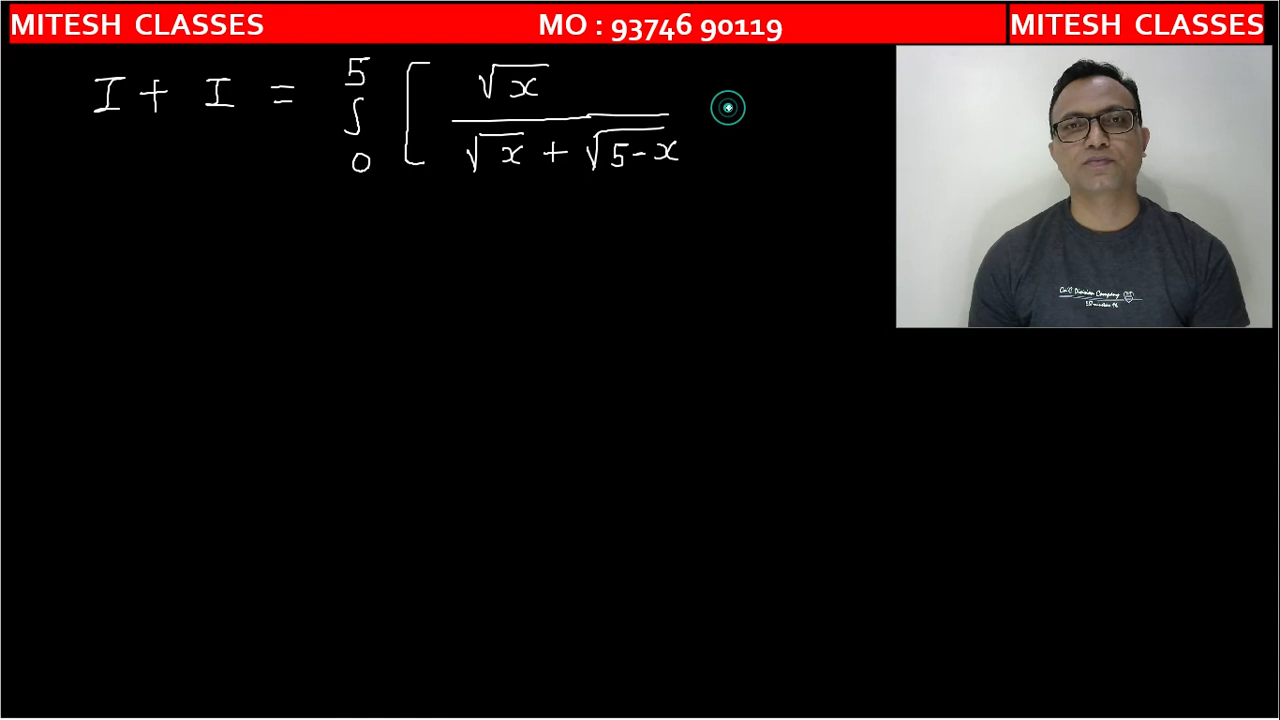 MITESH CLASSES MO : 93746 90119 MITESH CLASSES
I + I = ∫₀⁵ [ √x / (√x + √5-x)